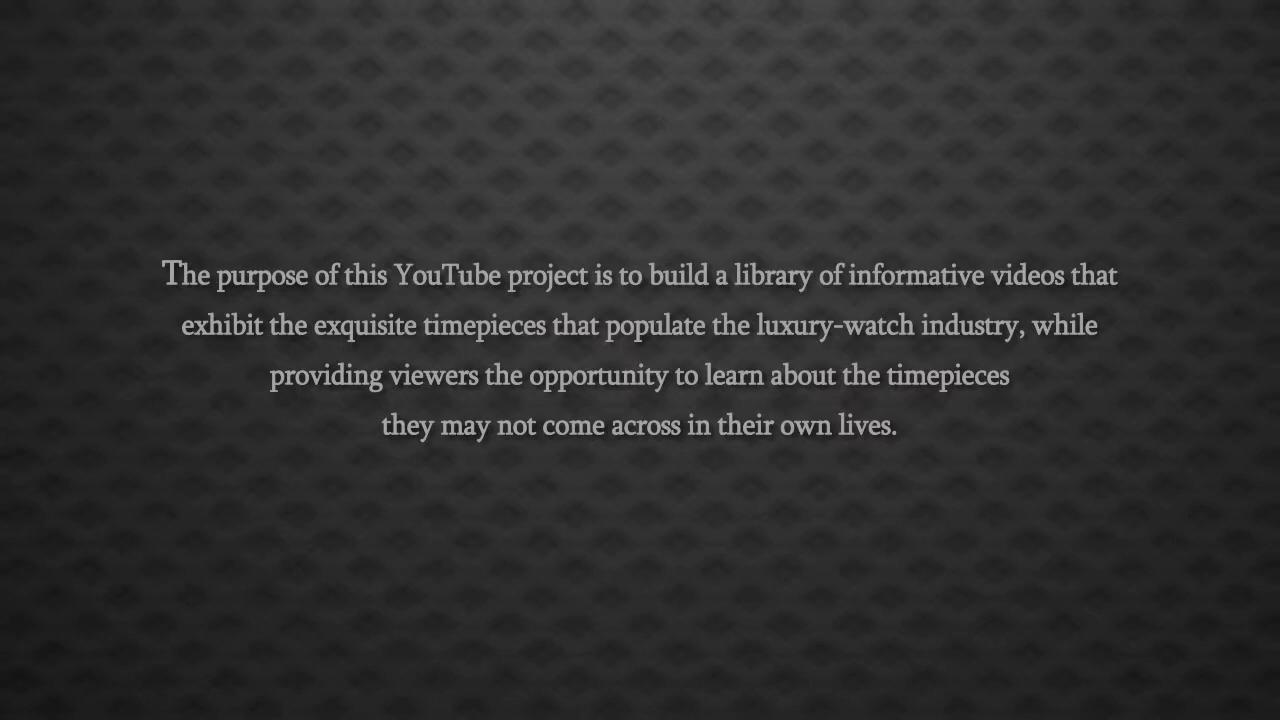 The purpose of this YouTube project is to build a library of informative videos that
exhibit the exquisite timepieces that populate the luxury-watch industry, while
providing viewers the opportunity to learn about the timepieces
they may not come across in their own lives.